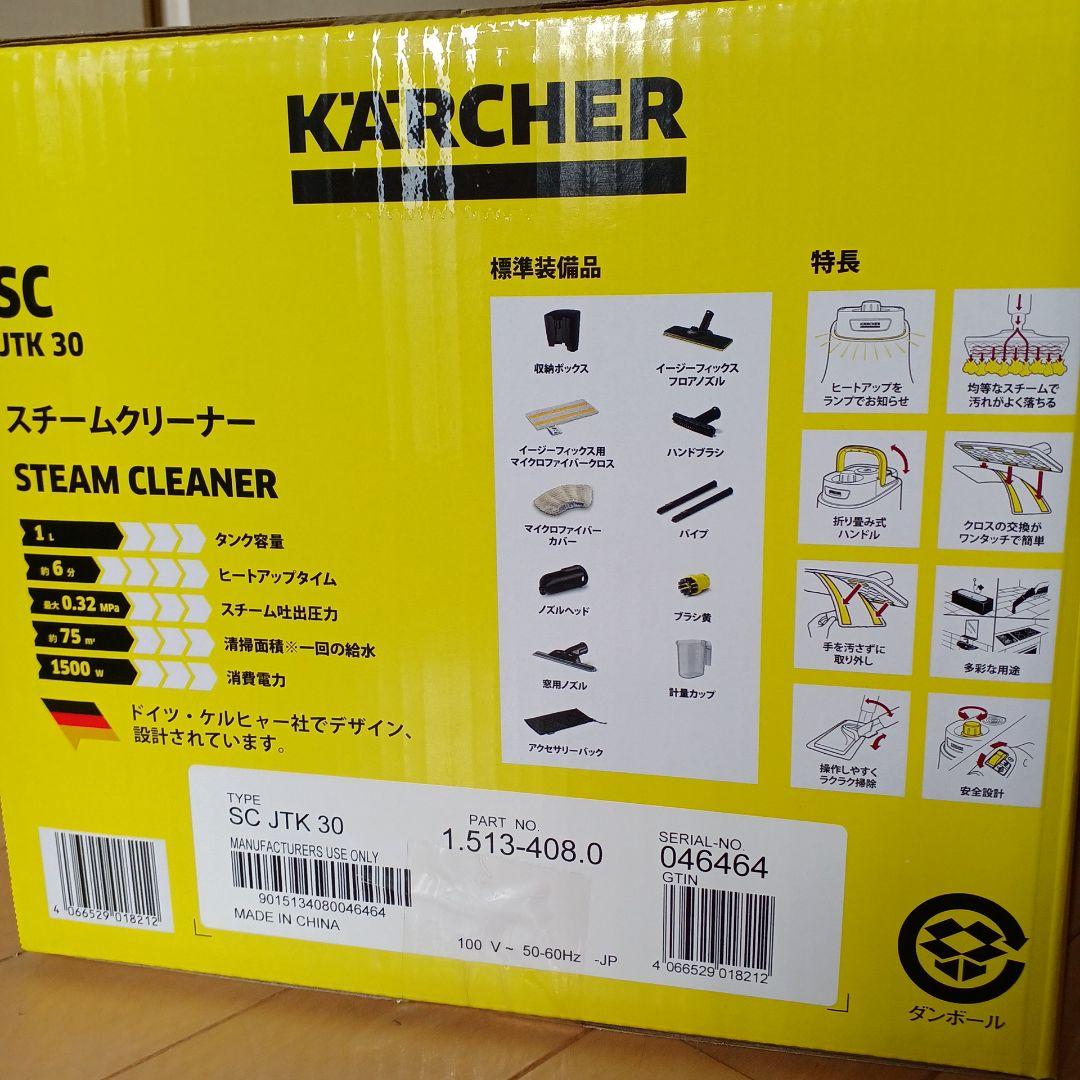 KÄRCHER
SC
JTK 30
スチームクリーナー
STEAM CLEANER
1 L タンク容量
約 6 分 ヒートアップタイム
最大 0.32 MPa スチーム吐出圧力
約 75 m² 清掃面積※一回の給水
1500 W 消費電力
ドイツ・ケルヒャー社でデザイン、
設計されています。
標準装備品
収納ボックス
イージーフィックス
フロアノズル
イージーフィックス用
マイクロファイバークロス
ハンドブラシ
マイクロファイバー
カバー
パイプ
ノズルヘッド
ブラシ黄
窓用ノズル
計量カップ
アクセサリーバック
特長
KÄRCHER
ヒートアップを
ランプでお知らせ
均等なスチームで
汚れがよく落ちる
折り畳み式
ハンドル
クロスの交換が
ワンタッチで簡単
手を汚さずに
取り外し
多彩な用途
操作しやすく
ラクラク掃除
安全設計
4 066529 018212
TYPE
SC JTK 30
MANUFACTURERS USE ONLY
9015134080046464
MADE IN CHINA
PART NO.
1.513-408.0
100 V ~ 50-60Hz -JP
SERIAL-NO.
046464
GTIN
4 066529 018212
ダンボール